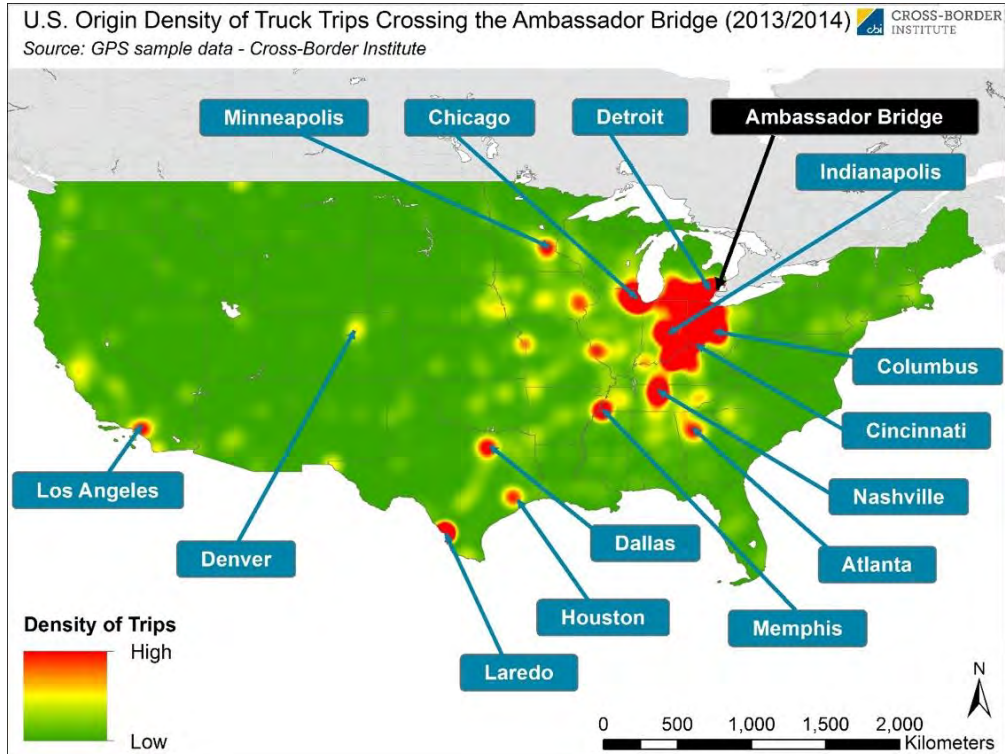 U.S. Origin Density of Truck Trips Crossing the Ambassador Bridge (2013/2014)
cbi
CROSS-BORDER
INSTITUTE
Source: GPS sample data - Cross-Border Institute
Minneapolis
Chicago
Detroit
Ambassador Bridge
Indianapolis
Columbus
Cincinnati
Los Angeles
Nashville
Denver
Dallas
Atlanta
Houston
Memphis
Laredo
Density of Trips
High
Low
N
0 500 1,000 1,500 2,000
Kilometers